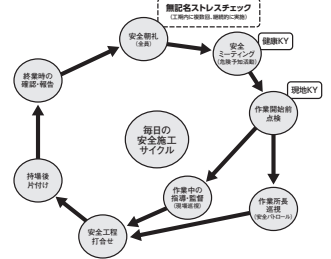 無記名ストレスチェック
(工期内に複数回、継続的に実施)
安全朝礼
(全員)
安全
ミーティング
(危険予知活動)
健康KY
現地KY
作業開始前
点検
終業時の
確認・報告
毎日の
安全施工
サイクル
持場後
片付け
作業中の
指導・監督
(現場巡視)
作業所長
巡視
(安全パトロール)
安全工程
打合せ